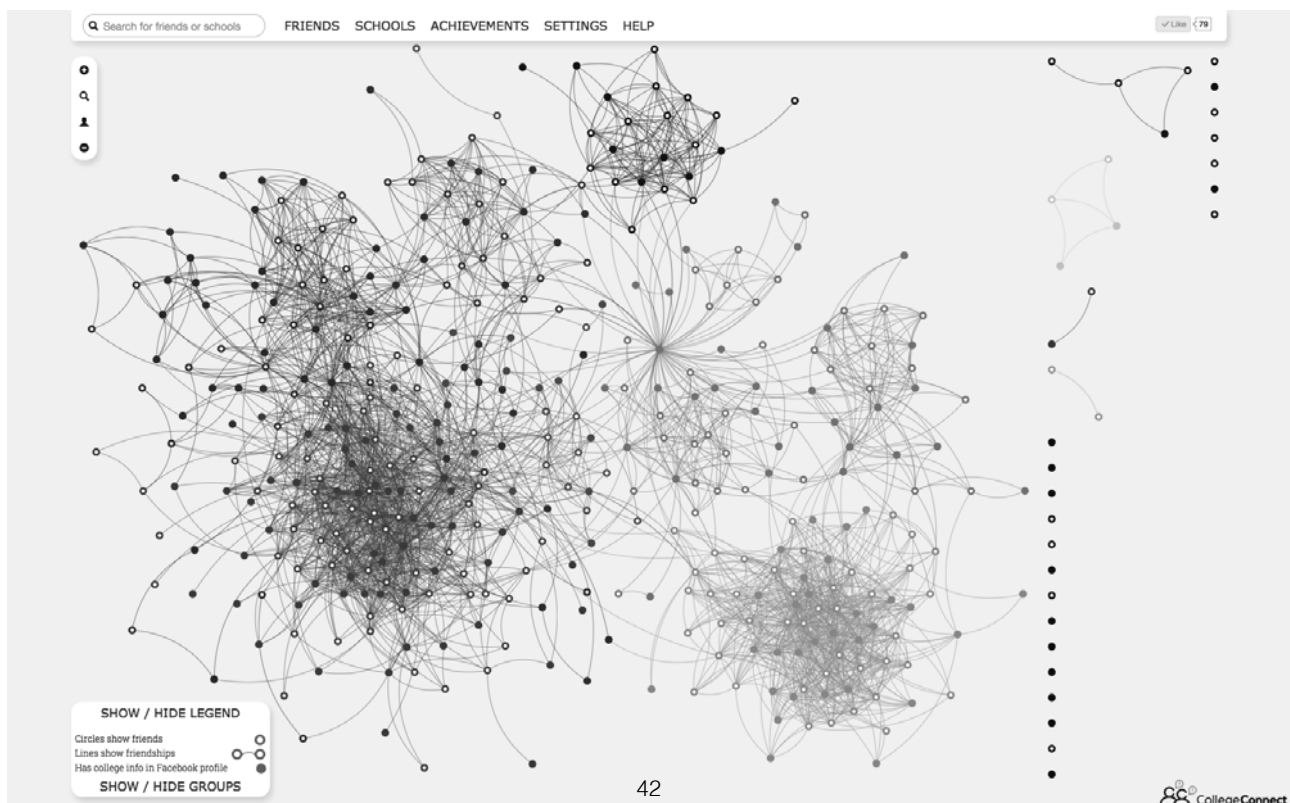 Search for friends or schools FRIENDS SCHOOLS ACHIEVEMENTS SETTINGS HELP Like 79
SHOW / HIDE LEGEND
Circles show friends
Lines show friendships
Has college info in Facebook profile
SHOW / HIDE GROUPS
42
CollegeConnect